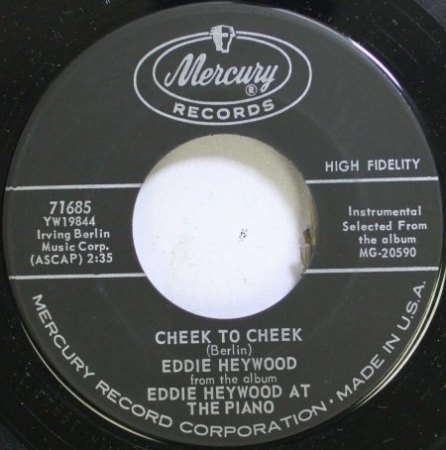 Mercury
®
RECORDS
HIGH FIDELITY
71685
YW19844
Irving Berlin
Music Corp.
(ASCAP) 2:35
Instrumental
Selected From
the album
MG-20590
CHEEK TO CHEEK
(Berlin)
EDDIE HEYWOOD
from the album
EDDIE HEYWOOD AT
THE PIANO
MERCURY RECORD CORPORATION · MADE IN U.S.A.